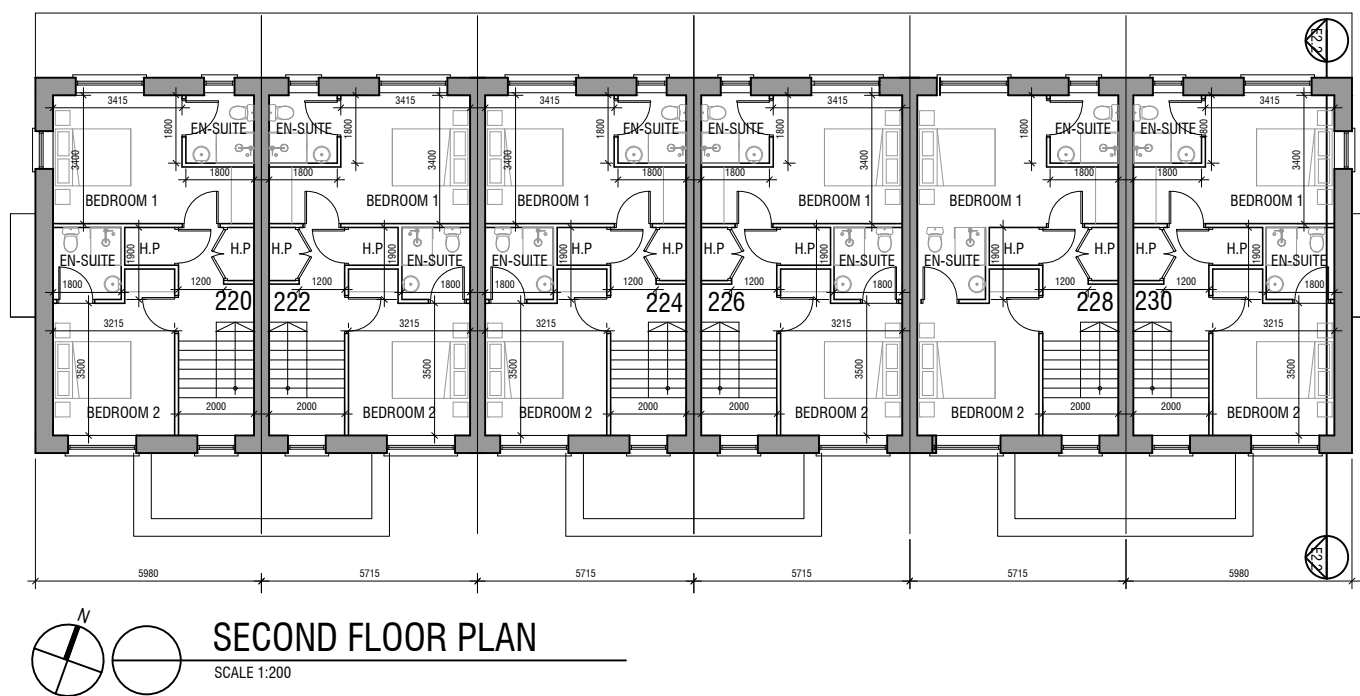 E2.2
3415 3415 3415 3415 3415
1800 1800 1800 1800 1800
EN-SUITE EN-SUITE EN-SUITE EN-SUITE EN-SUITE EN-SUITE
3400 3400 3400 3400 3400
1800 1800 1800 1800 1800 1800
BEDROOM 1 BEDROOM 1 BEDROOM 1 BEDROOM 1 BEDROOM 1 BEDROOM 1
H.P H.P H.P H.P H.P H.P H.P H.P H.P H.P H.P H.P
1900 1900 1900 1900 1900 1900
EN-SUITE EN-SUITE EN-SUITE EN-SUITE EN-SUITE EN-SUITE
1800 1200 1200 1800 1800 1200 1200 1800 1200 1200 1800
220 222 224 226 228 230
3215 3215 3215 3215 3215
3500 3500 3500 3500 3500
BEDROOM 2 BEDROOM 2 BEDROOM 2 BEDROOM 2 BEDROOM 2 BEDROOM 2
2000 2000 2000 2000 2000 2000
E2.2
5980 5715 5715 5715 5715 5980
N
SECOND FLOOR PLAN
SCALE 1:200